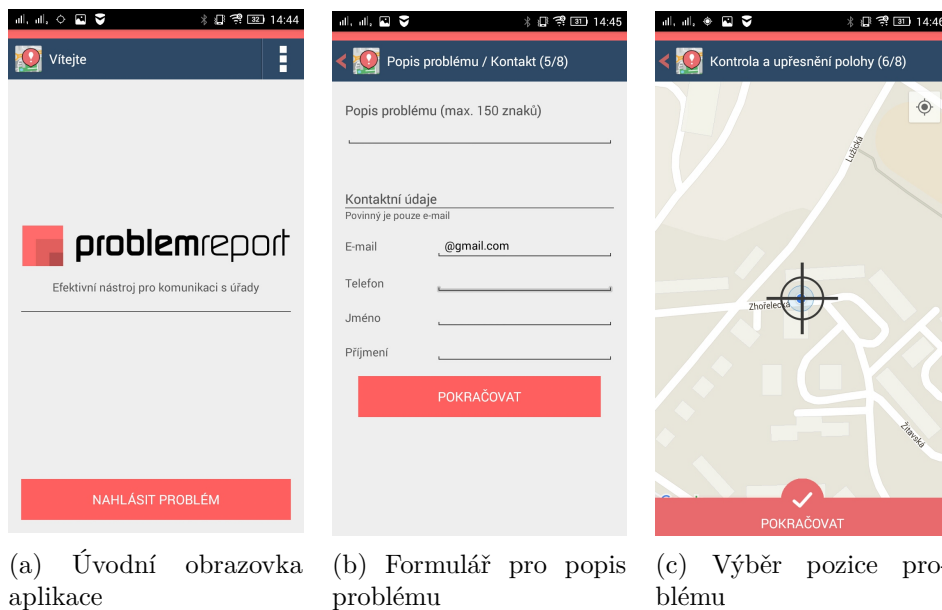 32 14:44
Vítejte
problemreport
Efektivní nástroj pro komunikaci s úřady
NAHLÁSIT PROBLÉM
(a) Úvodní obrazovka
aplikace
31 14:45
Popis problému / Kontakt (5/8)
Popis problému (max. 150 znaků)
Kontaktní údaje
Povinný je pouze e-mail
E-mail @gmail.com
Telefon
Jméno
Příjmení
POKRAČOVAT
(b) Formulář pro popis
problému
31 14:46
Kontrola a upřesnění polohy (6/8)
Lužická
Zhořelecká
Žitavská
POKRAČOVAT
(c) Výběr pozice pro-
blému